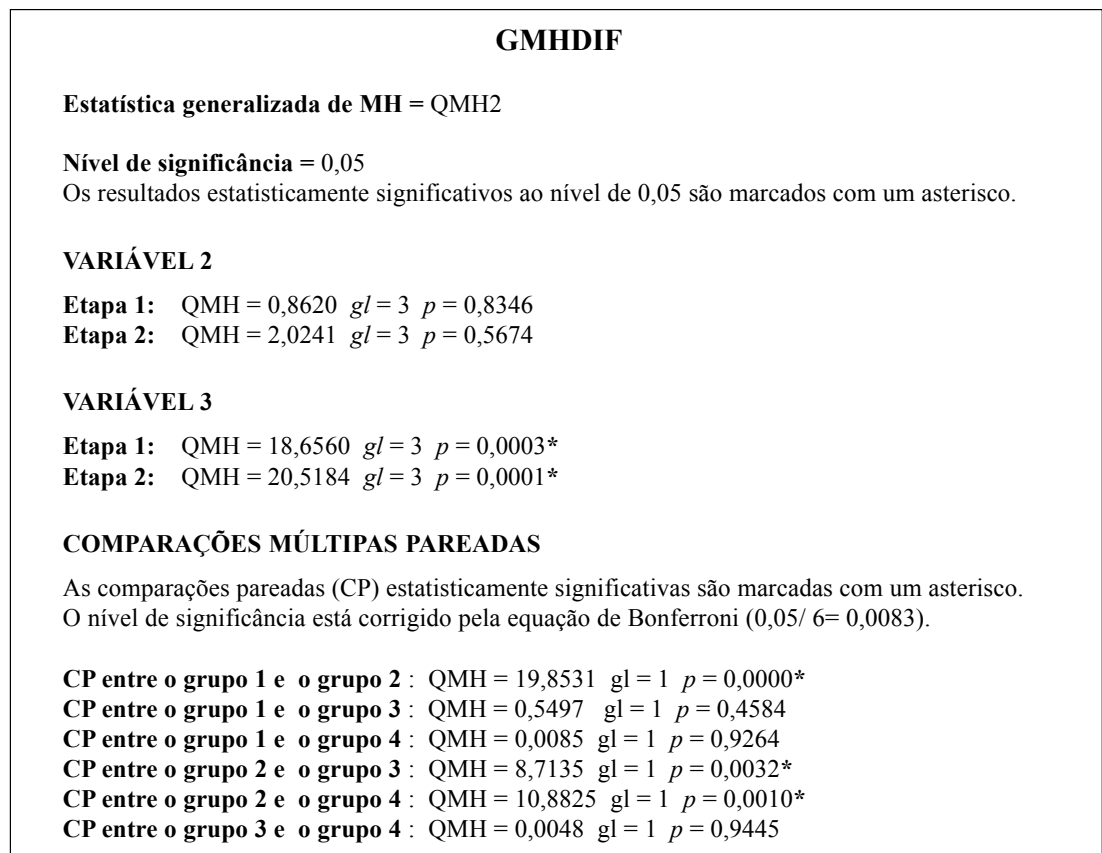 GMHDIF
Estatística generalizada de MH = QMH2
Nível de significância = 0,05
Os resultados estatisticamente significativos ao nível de 0,05 são marcados com um asterisco.
VARIÁVEL 2
Etapa 1: QMH = 0,8620 gl = 3 p = 0,8346
Etapa 2: QMH = 2,0241 gl = 3 p = 0,5674
VARIÁVEL 3
Etapa 1: QMH = 18,6560 gl = 3 p = 0,0003*
Etapa 2: QMH = 20,5184 gl = 3 p = 0,0001*
COMPARAÇÕES MÚLTIPAS PAREADAS
As comparações pareadas (CP) estatisticamente significativas são marcadas com um asterisco.
O nível de significância está corrigido pela equação de Bonferroni (0,05/ 6= 0,0083).
CP entre o grupo 1 e o grupo 2 : QMH = 19,8531 gl = 1 p = 0,0000*
CP entre o grupo 1 e o grupo 3 : QMH = 0,5497 gl = 1 p = 0,4584
CP entre o grupo 1 e o grupo 4 : QMH = 0,0085 gl = 1 p = 0,9264
CP entre o grupo 2 e o grupo 3 : QMH = 8,7135 gl = 1 p = 0,0032*
CP entre o grupo 2 e o grupo 4 : QMH = 10,8825 gl = 1 p = 0,0010*
CP entre o grupo 3 e o grupo 4 : QMH = 0,0048 gl = 1 p = 0,9445